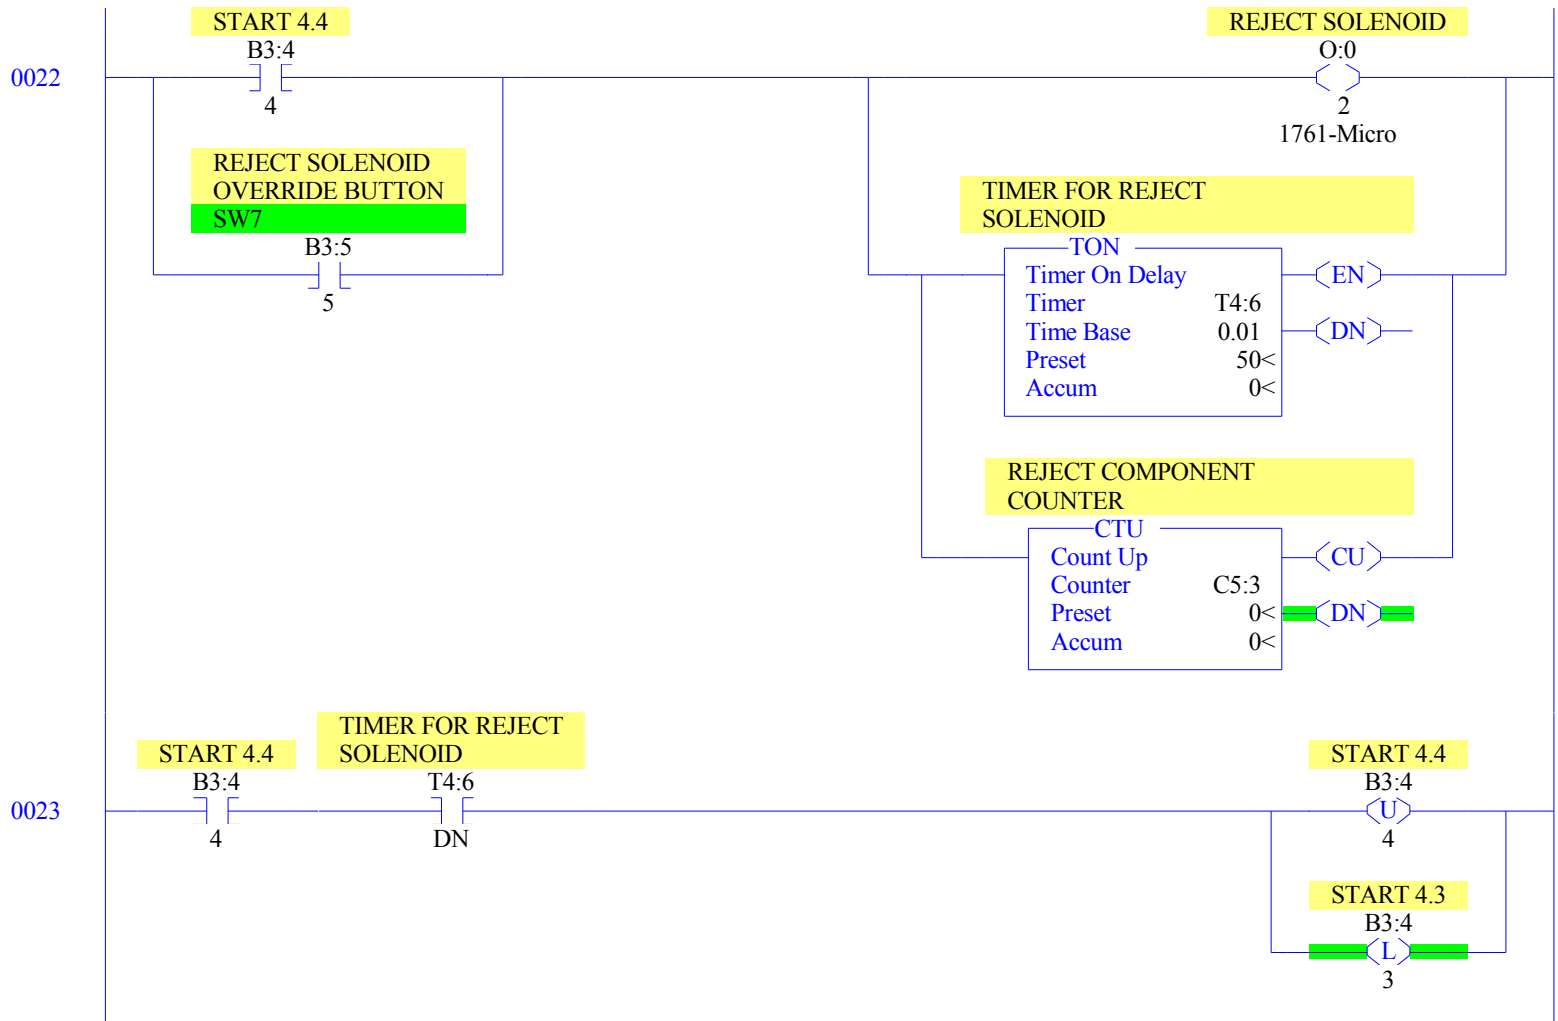 START 4.4
B3:4
0022
4
REJECT SOLENOID
OVERRIDE BUTTON
SW7
B3:5
5
REJECT SOLENOID
O:0
2
1761-Micro
TIMER FOR REJECT
SOLENOID
TON
Timer On Delay
Timer T4:6
Time Base 0.01
Preset 50<
Accum 0<
EN
DN
REJECT COMPONENT
COUNTER
CTU
Count Up
Counter C5:3
Preset 0<
Accum 0<
CU
DN
0023
START 4.4
B3:4
4
TIMER FOR REJECT
SOLENOID
T4:6
DN
START 4.4
B3:4
U
4
START 4.3
B3:4
L
3